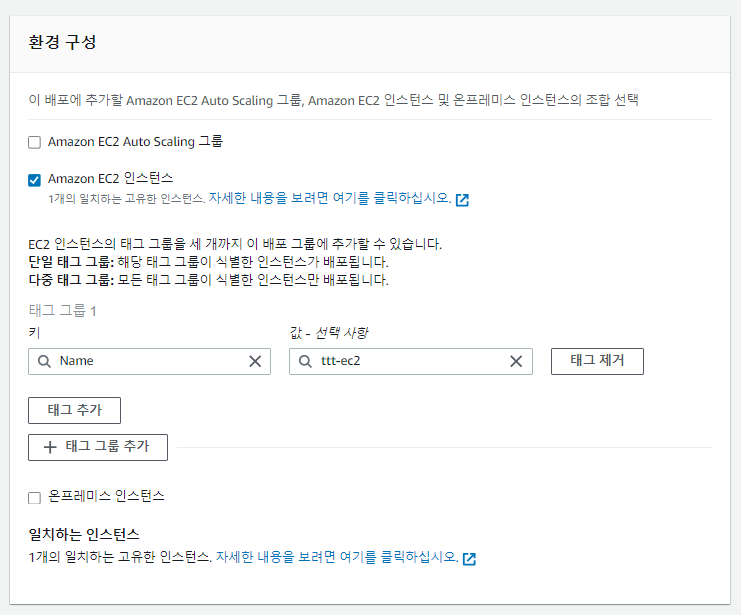 환경 구성
이 배포에 추가할 Amazon EC2 Auto Scaling 그룹, Amazon EC2 인스턴스 및 온프레미스 인스턴스의 조합 선택
Amazon EC2 Auto Scaling 그룹
Amazon EC2 인스턴스
1개의 일치하는 고유한 인스턴스. 자세한 내용을 보려면 여기를 클릭하십시오.
EC2 인스턴스의 태그 그룹을 세 개까지 이 배포 그룹에 추가할 수 있습니다.
단일 태그 그룹: 해당 태그 그룹이 식별한 인스턴스가 배포됩니다.
다중 태그 그룹: 모든 태그 그룹이 식별한 인스턴스만 배포됩니다.
태그 그룹 1
키 값 - 선택 사항
Name ttt-ec2 태그 제거
태그 추가
+ 태그 그룹 추가
온프레미스 인스턴스
일치하는 인스턴스
1개의 일치하는 고유한 인스턴스. 자세한 내용을 보려면 여기를 클릭하십시오.